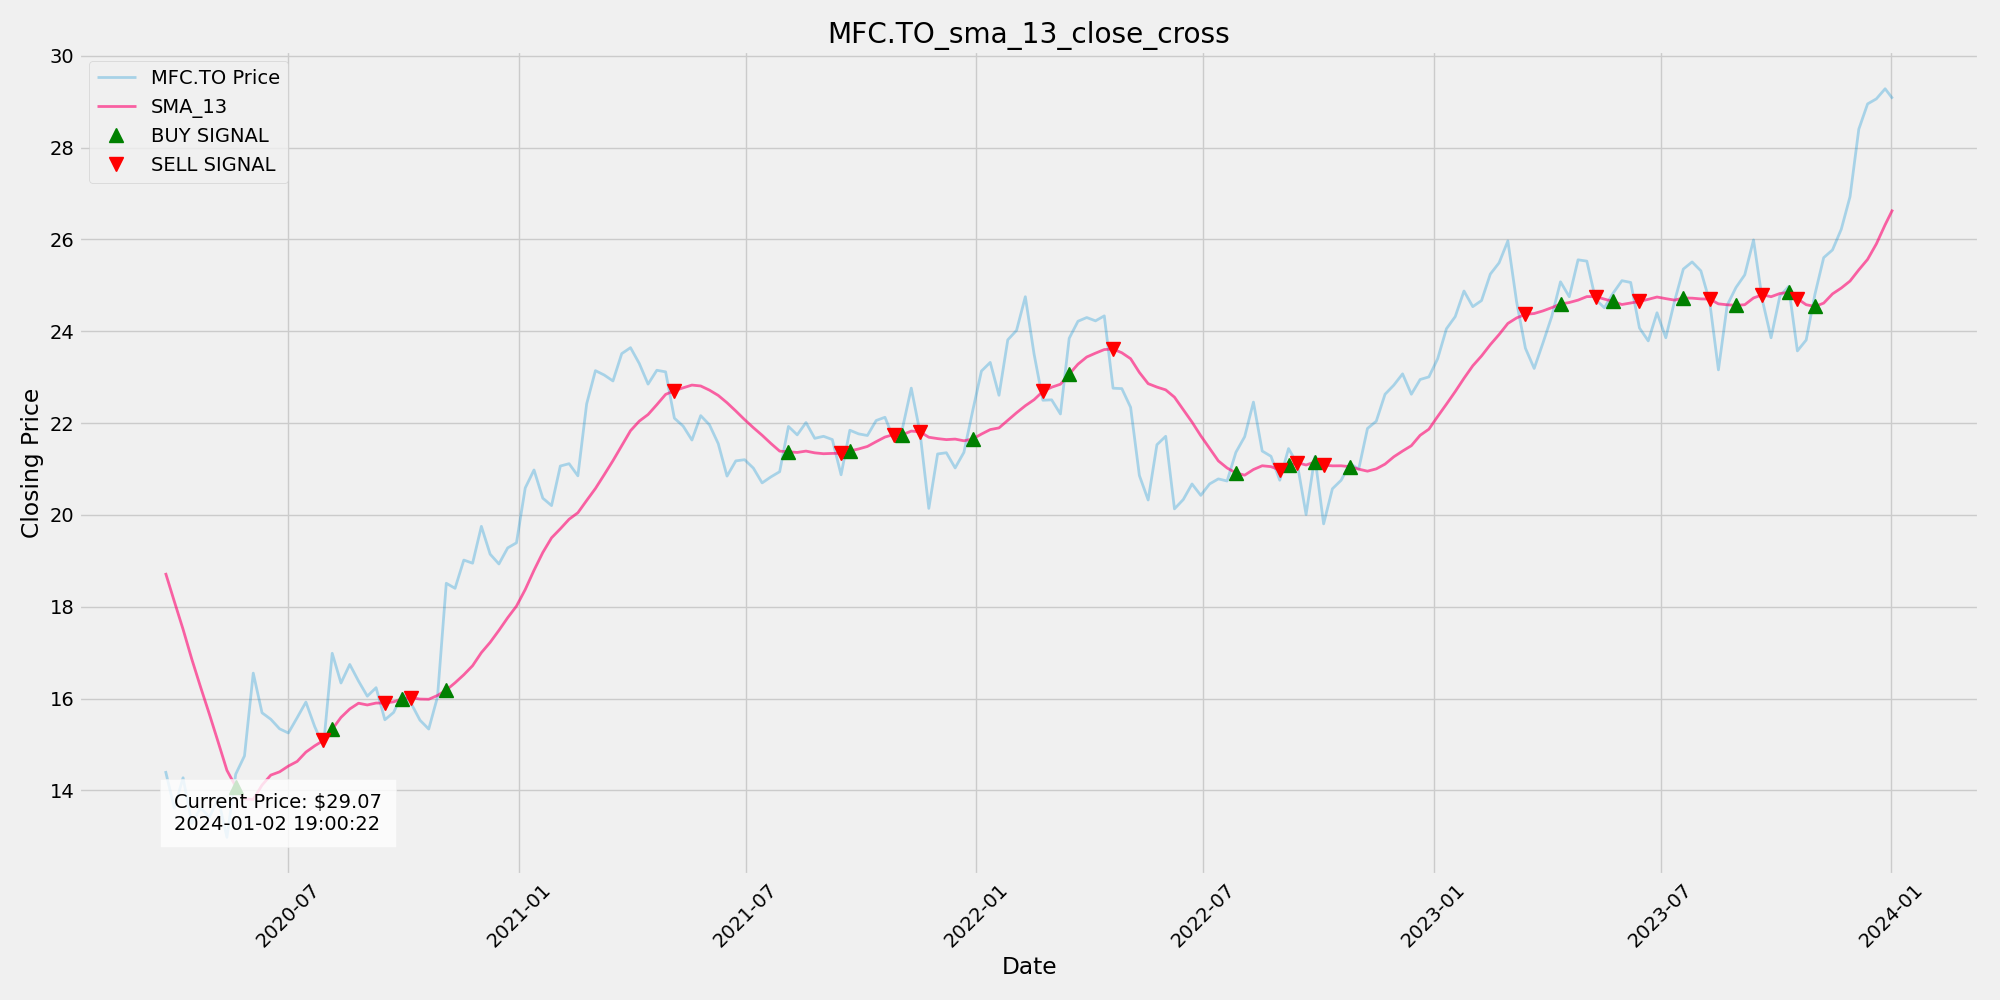 MFC.TO_sma_13_close_cross
MFC.TO Price
SMA_13
BUY SIGNAL
SELL SIGNAL
Closing Price
30
28
26
24
22
20
18
16
14
Current Price: $29.07
2024-01-02 19:00:22
2020-07
2021-01
2021-07
2022-01
2022-07
2023-01
2023-07
2024-01
Date